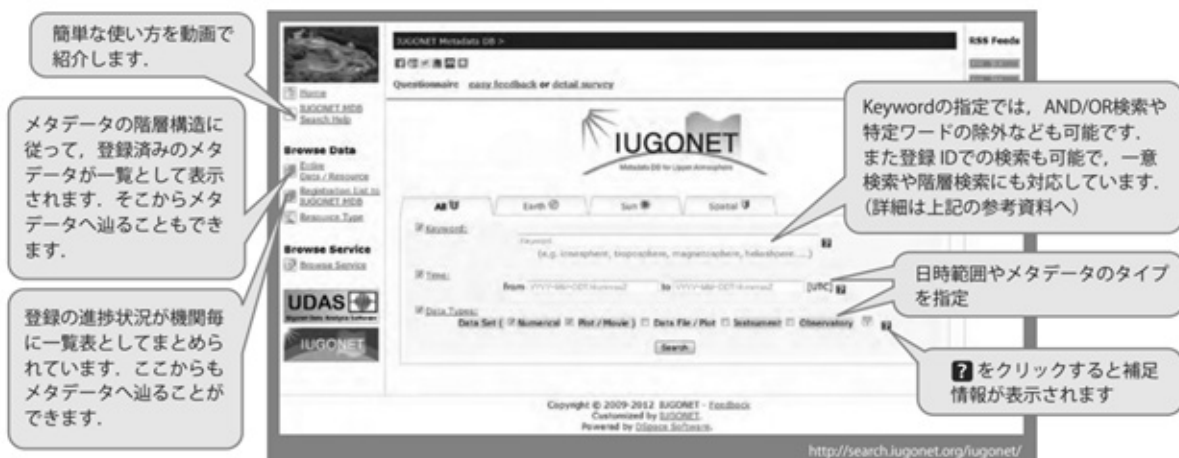 簡単な使い方を動画で
紹介します．
メタデータの階層構造に
従って，登録済みのメタ
データが一覧として表示
されます．そこからメタ
データへ辿ることもでき
ます．
登録の進捗状況が機関毎
に一覧表としてまとめら
れています．ここからも
メタデータへ辿ることが
できます．
Home
IUGONET MDB
Search Help
Browse Data
Entire
Data / Resource
Registration List to
IUGONET MDB
Resource Type
Browse Service
Browse Service
UDAS
IUGONET
IUGONET Metadata DB >
Questionnaire easy feedback or detail survey
IUGONET
Metadata DB for Upper Atmosphere
All Earth Sun Spatial
Keyword:
Keyword
(e.g. ionosphere, troposphere, magnetosphere, heliosphere ...)
Time:
from to [UTC] ?
Data Types:
Data Set ( Numerical Plot / Movie ) Data File / Plot Instrument Observatory ?
Search
Copyright © 2009-2012 IUGONET - Feedback
Customized by IUGONET.
Powered by DSpace Software.
RSS Feeds
Keywordの指定では，AND/OR検索や
特定ワードの除外なども可能です．
また登録 IDでの検索も可能で，一意
検索や階層検索にも対応しています．
（詳細は上記の参考資料へ）
日時範囲やメタデータのタイプ
を指定
? をクリックすると補足
情報が表示されます
http://search.iugonet.org/iugonet/